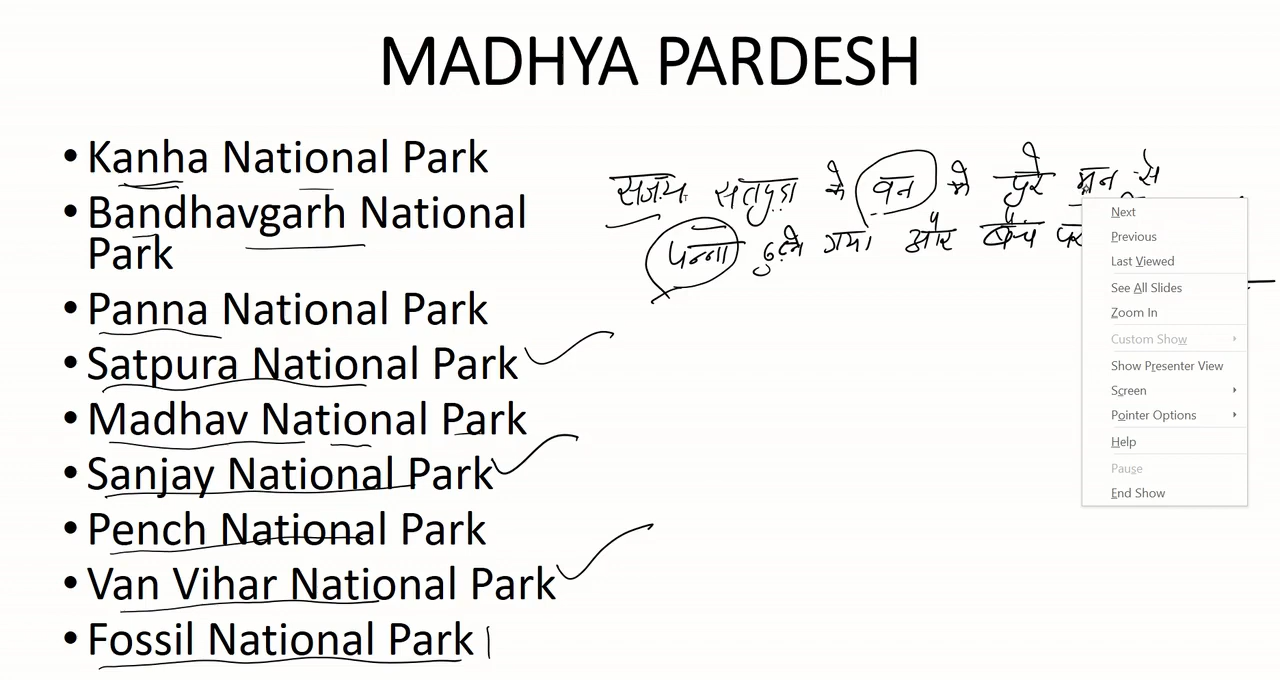 MADHYA PARDESH
• Kanha National Park
• Bandhavgarh National
Park
• Panna National Park
• Satpura National Park
• Madhav National Park
• Sanjay National Park
• Pench National Park
• Van Vihar National Park
• Fossil National Park
संजय सतपुड़ा के वन में पुरे मन से
पन्ना ढुढ़ने गया और पर
Next
Previous
Last Viewed
See All Slides
Zoom In
Custom Show
Show Presenter View
Screen
Pointer Options
Help
Pause
End Show